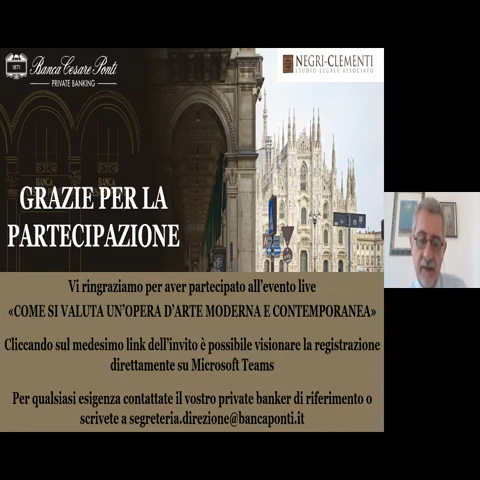 1871
Banca Cesare Ponti
PRIVATE BANKING
NEGRI-CLEMENTI
STUDIO LEGALE ASSOCIATO
GRAZIE PER LA
PARTECIPAZIONE
Vi ringraziamo per aver partecipato all'evento live
«COME SI VALUTA UN'OPERA D'ARTE MODERNA E CONTEMPORANEA»
Cliccando sul medesimo link dell'invito è possibile visionare la registrazione
direttamente su Microsoft Teams
Per qualsiasi esigenza contattate il vostro private banker di riferimento o
scrivete a segreteria.direzione@bancaponti.it